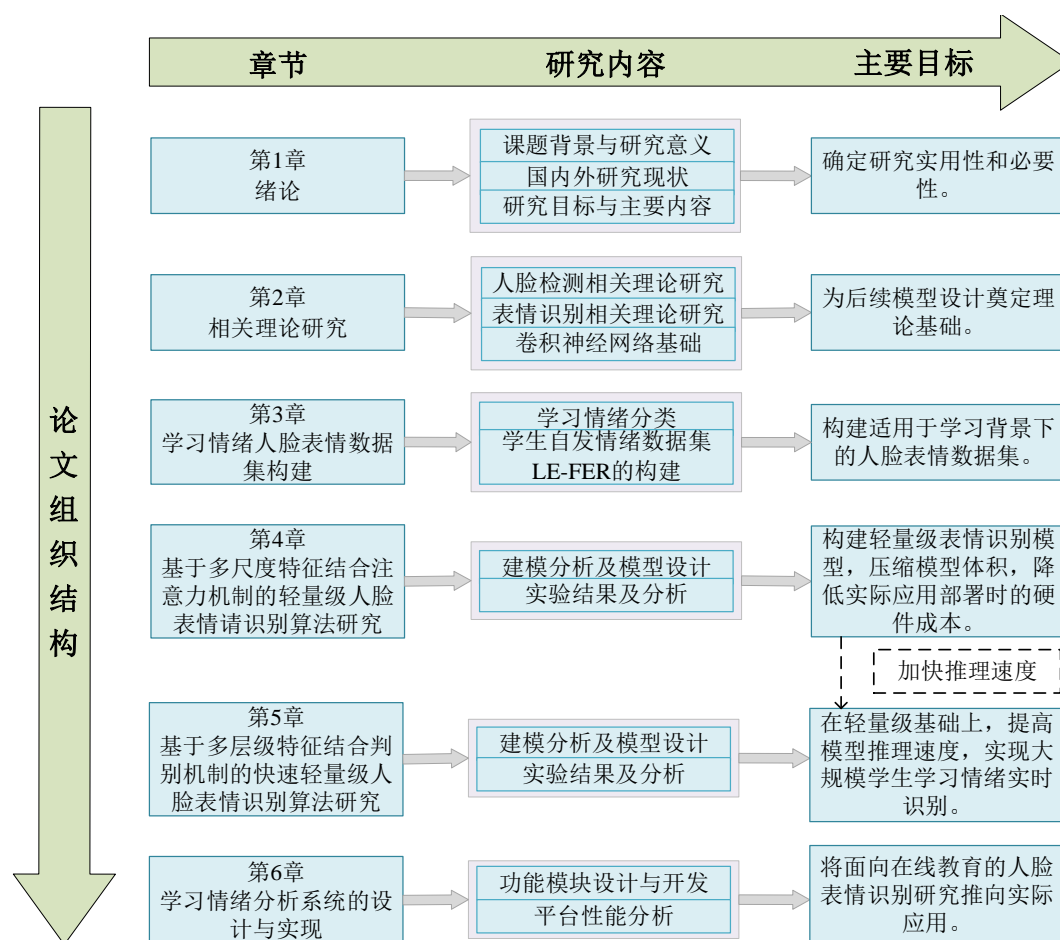 章节
研究内容
主要目标
论文组织结构
第1章
绪论
课题背景与研究意义
国内外研究现状
研究目标与主要内容
确定研究实用性和必要
性。
第2章
相关理论研究
人脸检测相关理论研究
表情识别相关理论研究
卷积神经网络基础
为后续模型设计奠定理
论基础。
第3章
学习情绪人脸表情数据
集构建
学习情绪分类
学生自发情绪数据集
LE-FER的构建
构建适用于学习背景下
的人脸表情数据集。
第4章
基于多尺度特征结合注
意力机制的轻量级人脸
表情请识别算法研究
建模分析及模型设计
实验结果及分析
构建轻量级表情识别模
型，压缩模型体积，降
低实际应用部署时的硬
件成本。
加快推理速度
第5章
基于多层级特征结合判
别机制的快速轻量级人
脸表情识别算法研究
建模分析及模型设计
实验结果及分析
在轻量级基础上，提高
模型推理速度，实现大
规模学生学习情绪实时
识别。
第6章
学习情绪分析系统的设
计与实现
功能模块设计与开发
平台性能分析
将面向在线教育的人脸
表情识别研究推向实际
应用。